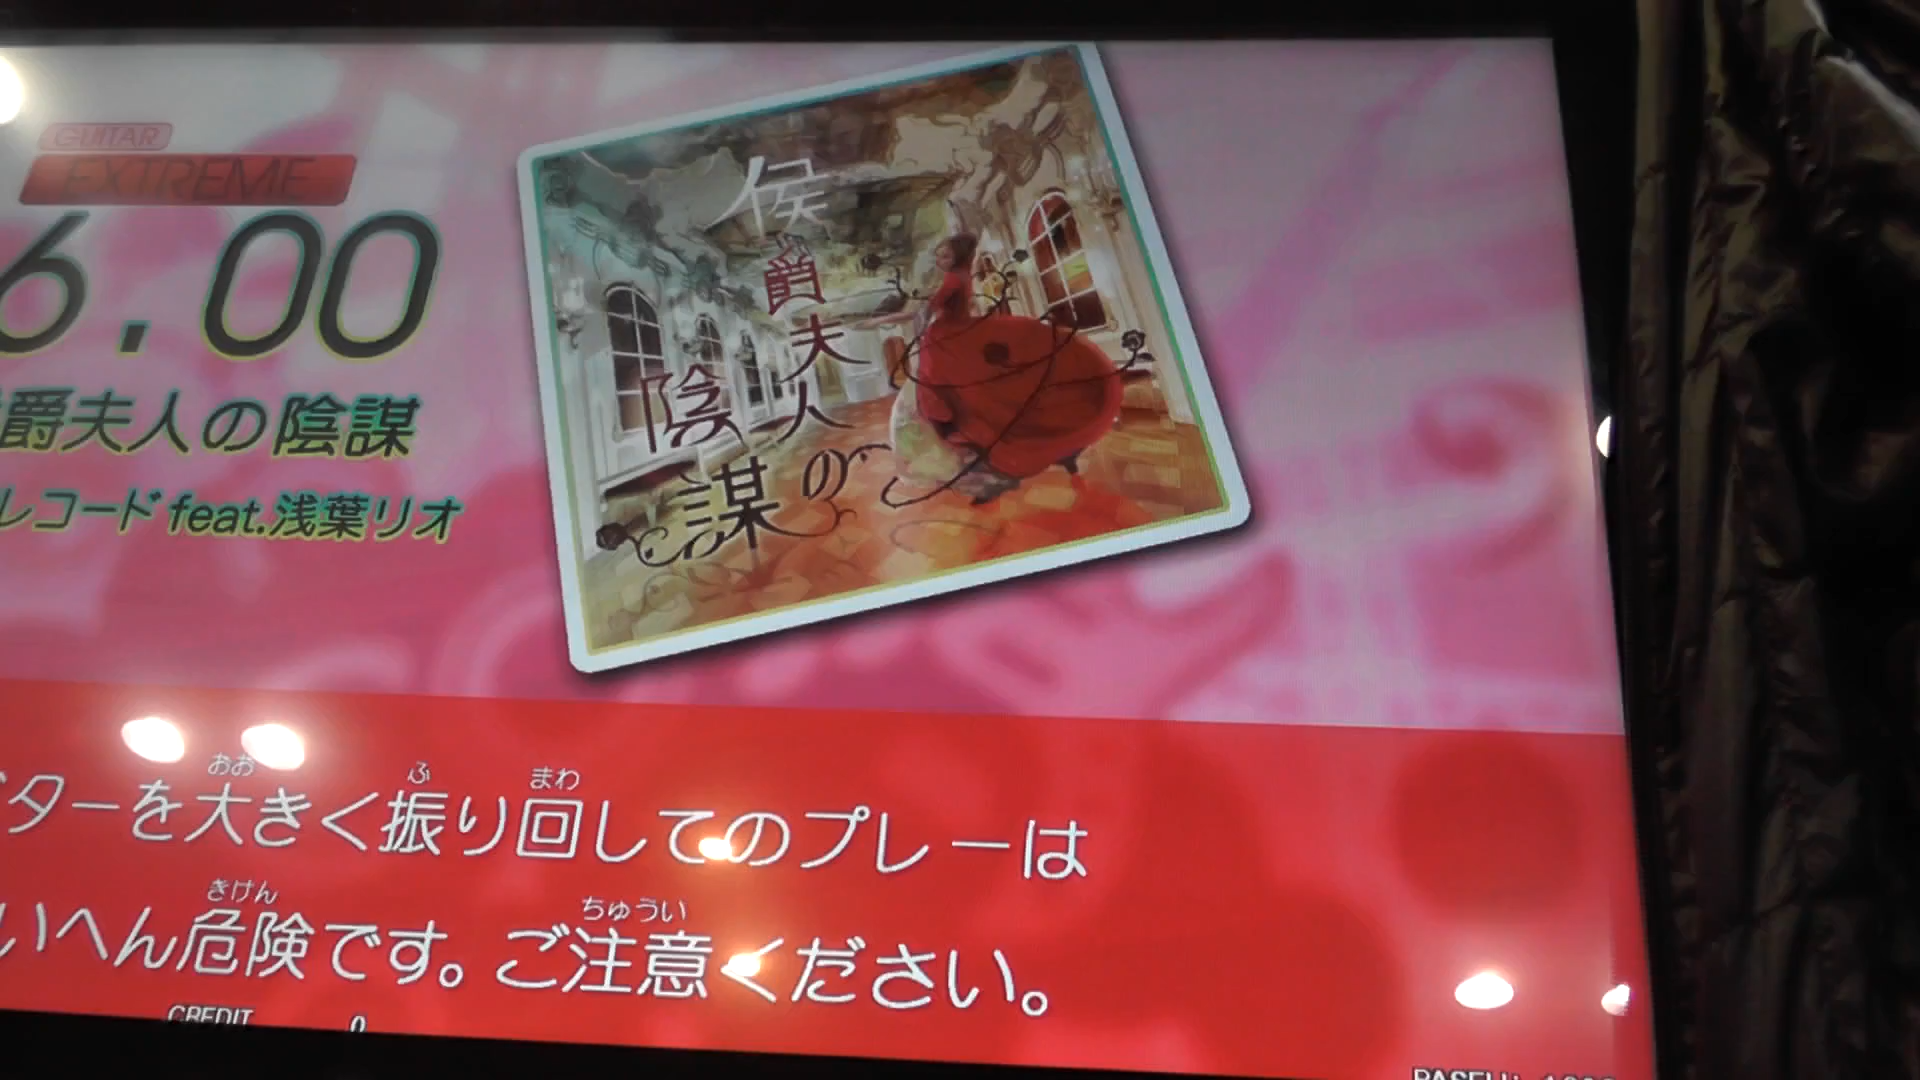 GUITAR
EXTREME
6.00
爵夫人の陰謀
レコード feat.浅葉リオ
侯爵夫人の陰謀
ターを大きく振り回してのプレーは
おお ふ まわ
いへん危険です。ご注意ください。
きけん ちゅうい
CREDIT 0
PASELI: